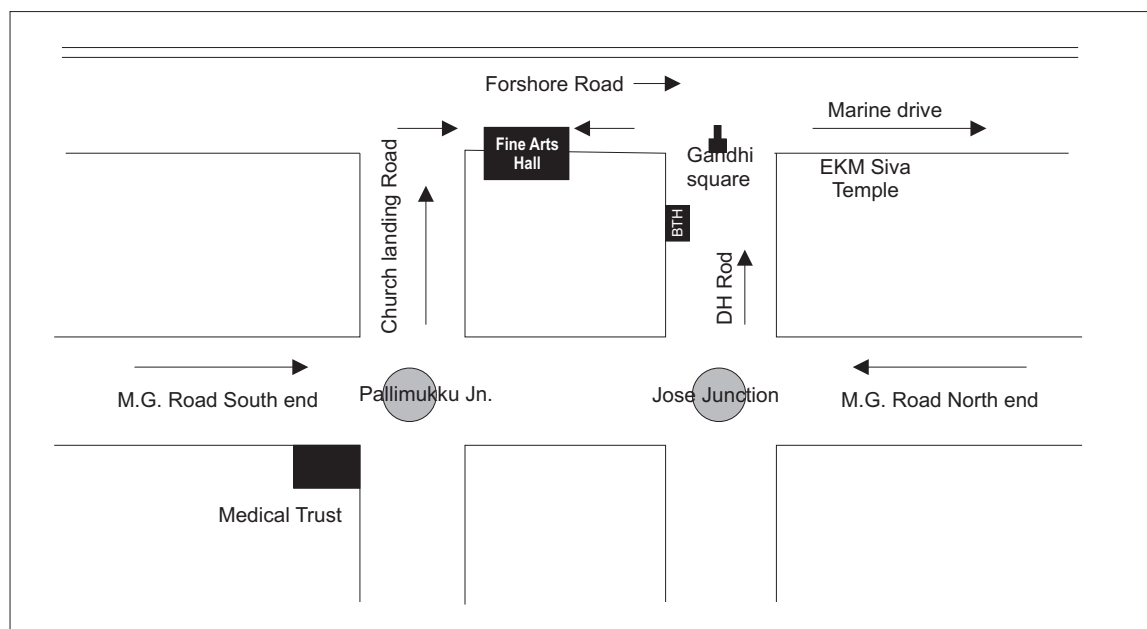 Forshore Road
Marine drive
Fine Arts
Hall
Gandhi
square
EKM Siva
Temple
Church landing Road
BTH
DH Rod
M.G. Road South end
Pallimukku Jn.
Jose Junction
M.G. Road North end
Medical Trust